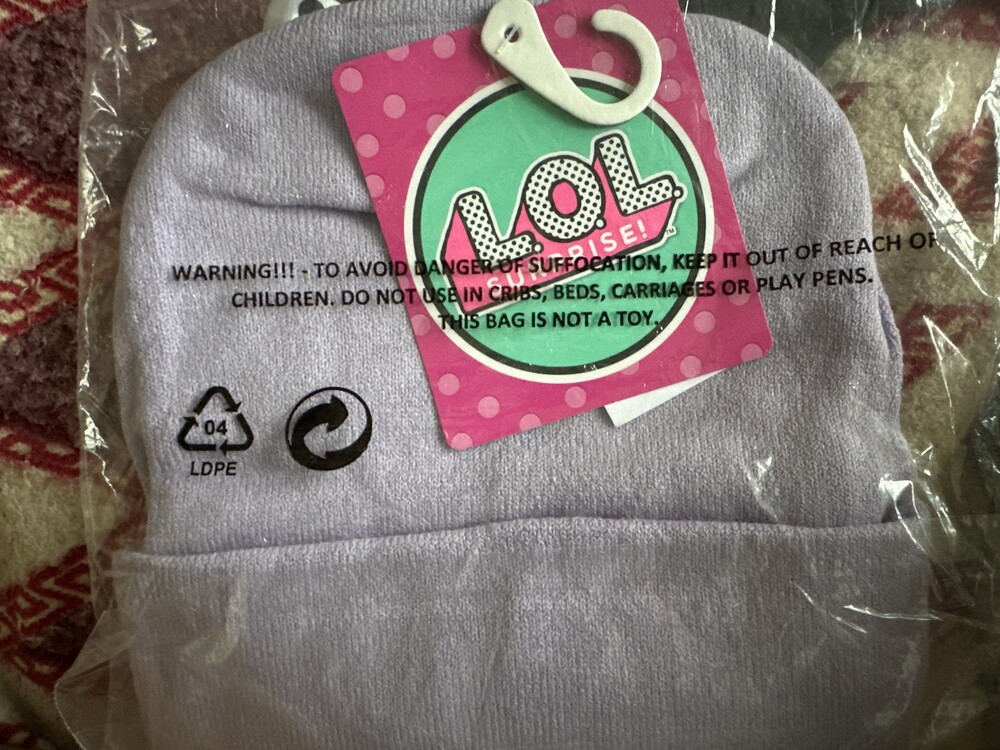 L.O.L.
SURPRISE!
TM
WARNING!!! - TO AVOID DANGER OF SUFFOCATION, KEEP IT OUT OF REACH OF
CHILDREN. DO NOT USE IN CRIBS, BEDS, CARRIAGES OR PLAY PENS.
THIS BAG IS NOT A TOY.
04
LDPE